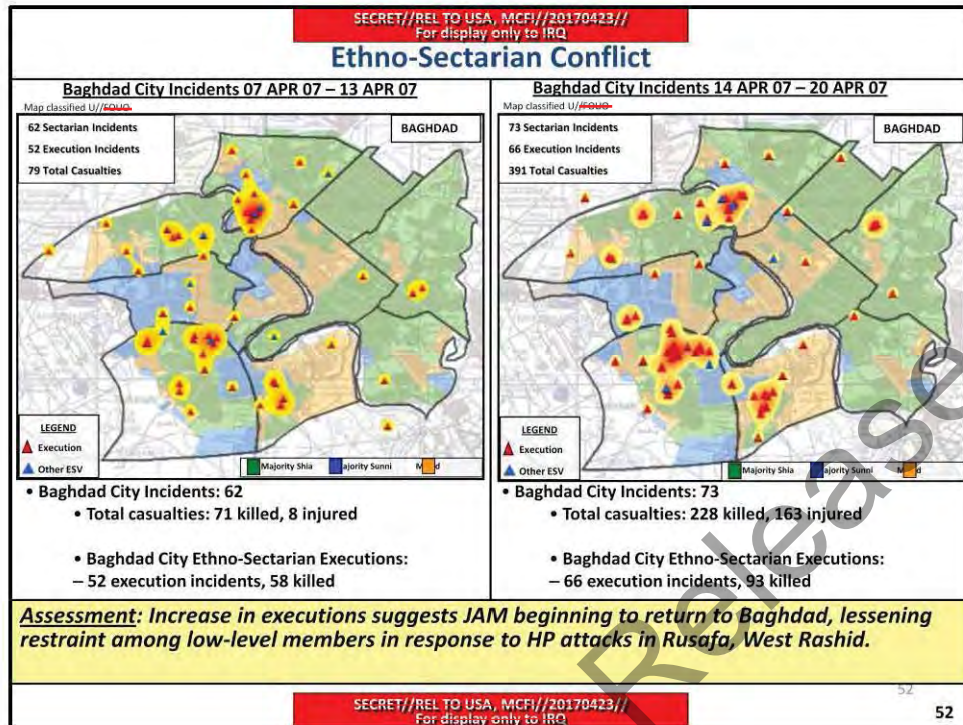 SECRET//REL TO USA, MCFI//20170423//
For display only to IRQ
Ethno-Sectarian Conflict
Baghdad City Incidents 07 APR 07 – 13 APR 07
Map classified U//FOUO
62 Sectarian Incidents
52 Execution Incidents
79 Total Casualties
BAGHDAD
LEGEND
Execution
Other ESV
Majority Shia
ajority Sunni
• Baghdad City Incidents: 62
• Total casualties: 71 killed, 8 injured
• Baghdad City Ethno-Sectarian Executions:
– 52 execution incidents, 58 killed
Baghdad City Incidents 14 APR 07 – 20 APR 07
Map classified U//FOUO
73 Sectarian Incidents
66 Execution Incidents
391 Total Casualties
BAGHDAD
LEGEND
Execution
Other ESV
Majority Shia
ajority Sunni
• Baghdad City Incidents: 73
• Total casualties: 228 killed, 163 injured
• Baghdad City Ethno-Sectarian Executions:
– 66 execution incidents, 93 killed
Assessment: Increase in executions suggests JAM beginning to return to Baghdad, lessening
restraint among low-level members in response to HP attacks in Rusafa, West Rashid.
Release
52
SECRET//REL TO USA, MCFI//20170423//
For display only to IRQ
52